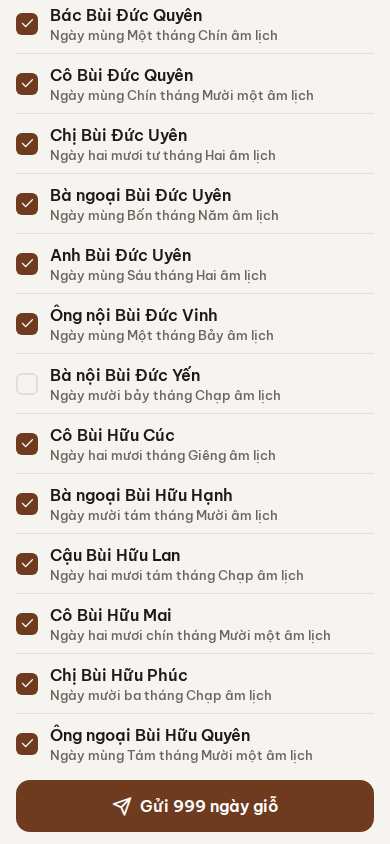 Bác Bùi Đức Quyên
Ngày mùng Một tháng Chín âm lịch
Cô Bùi Đức Quyên
Ngày mùng Chín tháng Mười một âm lịch
Chị Bùi Đức Uyên
Ngày hai mươi tư tháng Hai âm lịch
Bà ngoại Bùi Đức Uyên
Ngày mùng Bốn tháng Năm âm lịch
Anh Bùi Đức Uyên
Ngày mùng Sáu tháng Hai âm lịch
Ông nội Bùi Đức Vinh
Ngày mùng Một tháng Bảy âm lịch
Bà nội Bùi Đức Yến
Ngày mười bảy tháng Chạp âm lịch
Cô Bùi Hữu Cúc
Ngày hai mươi tháng Giêng âm lịch
Bà ngoại Bùi Hữu Hạnh
Ngày mười tám tháng Mười âm lịch
Cậu Bùi Hữu Lan
Ngày hai mươi tám tháng Chạp âm lịch
Cô Bùi Hữu Mai
Ngày hai mươi chín tháng Mười một âm lịch
Chị Bùi Hữu Phúc
Ngày mười ba tháng Chạp âm lịch
Ông ngoại Bùi Hữu Quyên
Ngày mùng Tám tháng Mười một âm lịch
Gửi 999 ngày giỗ